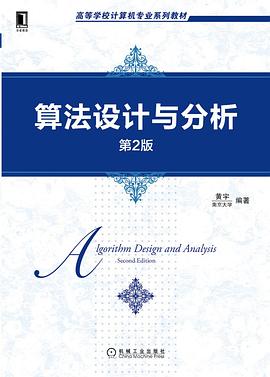 高等学校计算机专业系列教材
算法设计与分析
第2版
黄宇
南京大学
编著
Algorithm Design and Analysis
Second Edition
机械工业出版社
China Machine Press